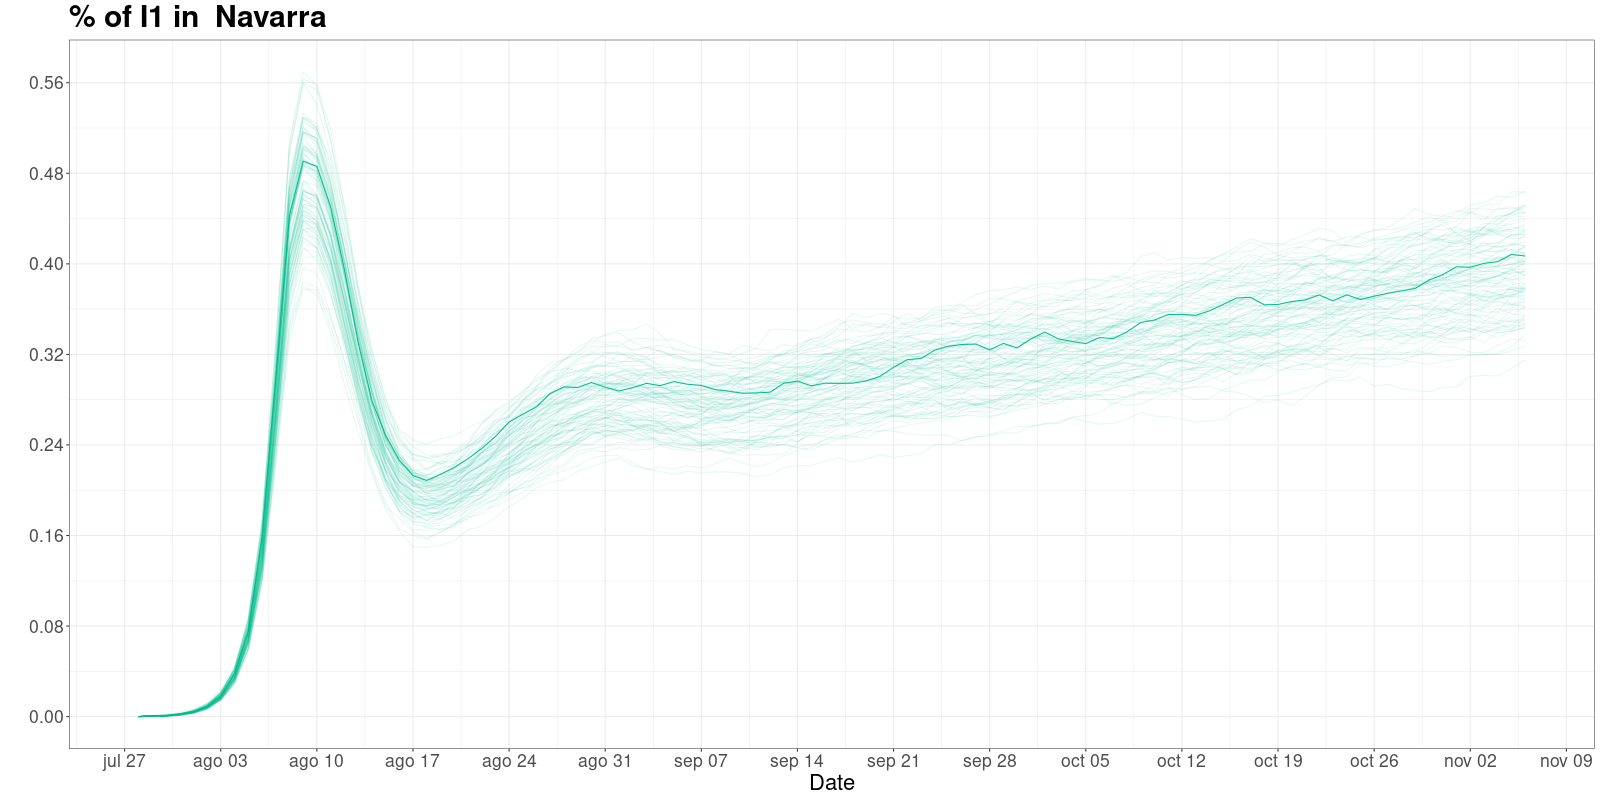 % of I1 in  Navarra
0.56
0.48
0.40
0.32
0.24
0.16
0.08
0.00
jul 27 ago 03 ago 10 ago 17 ago 24 ago 31 sep 07 sep 14 sep 21 sep 28 oct 05 oct 12 oct 19 oct 26 nov 02 nov 09
Date